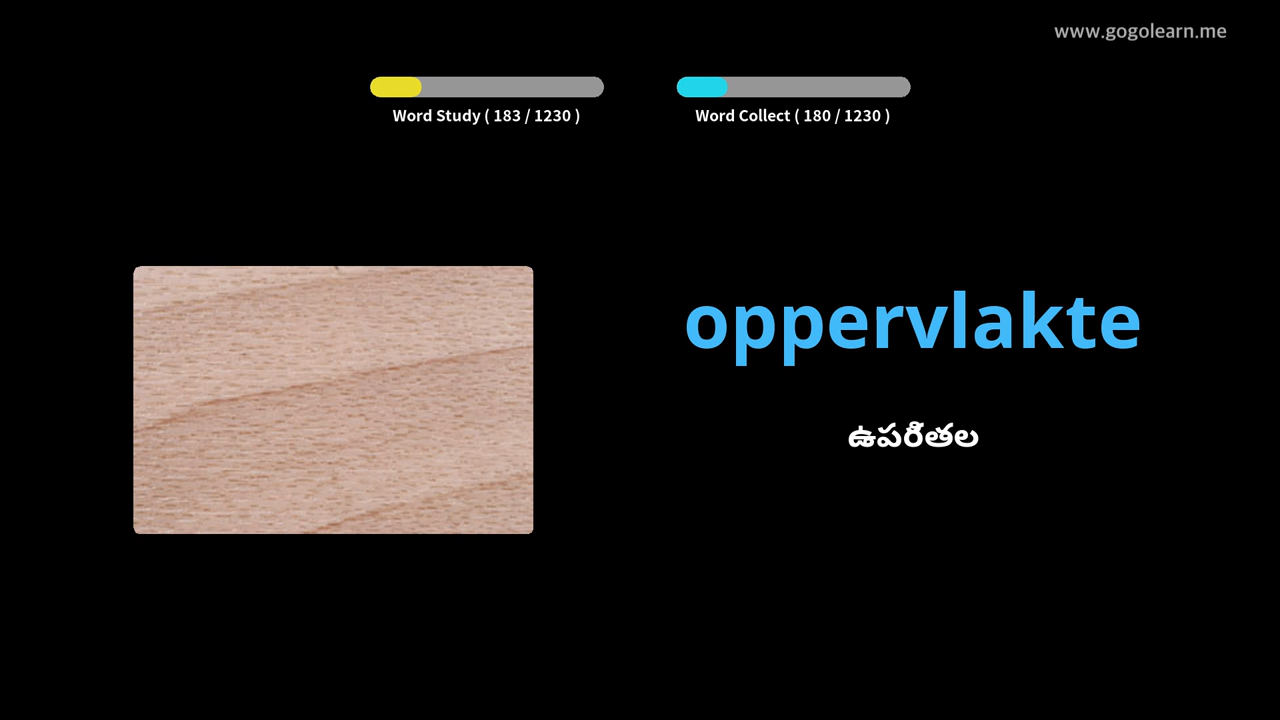 www.gogolearn.me
Word Study ( 183 / 1230 )
Word Collect ( 180 / 1230 )
oppervlakte
ఉపరితల